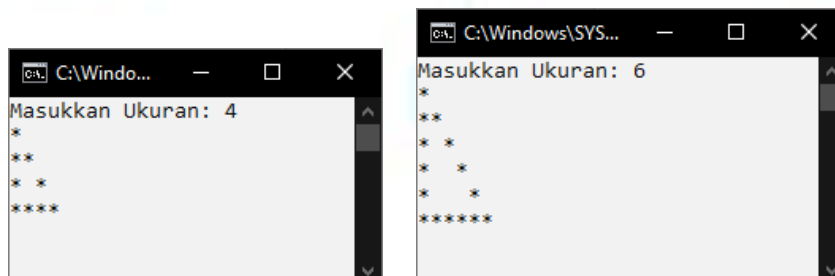 C:\Windo...
Masukkan Ukuran: 4
*
**
* *
****
C:\Windows\SYS...
Masukkan Ukuran: 6
*
**
* *
*  *
*   *
******